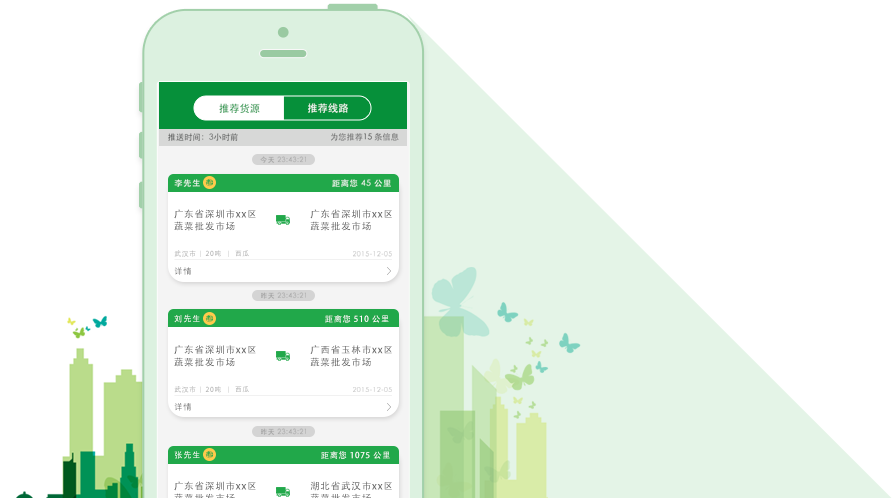 推荐货源 推荐线路
推送时间：3小时前 为您推荐15 条信息
今天 23:43:21
李先生 距离您 45 公里
广东省深圳市xx区 广东省深圳市xx区
蔬菜批发市场 蔬菜批发市场
武汉市 | 20吨 | 西瓜 2015-12-05
详情
昨天 23:43:21
刘先生 距离您 510 公里
广东省深圳市xx区 广西省玉林市xx区
蔬菜批发市场 蔬菜批发市场
武汉市 | 20吨 | 西瓜 2015-12-05
详情
昨天 23:43:21
张先生 距离您 1075 公里
广东省深圳市xx区 湖北省武汉市xx区
蔬菜批发市场 蔬菜批发市场